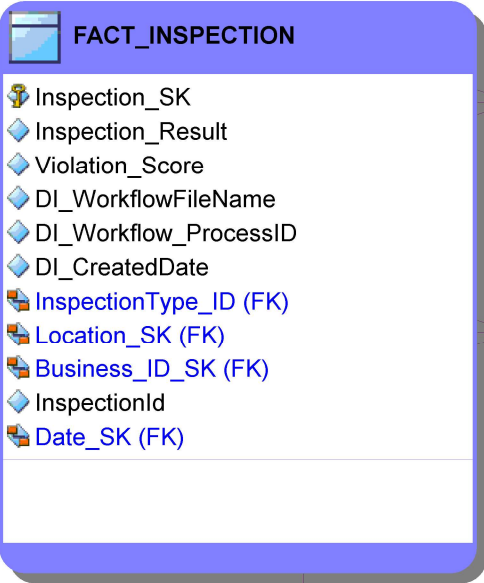 FACT_INSPECTION
Inspection_SK
Inspection_Result
Violation_Score
DI_WorkflowFileName
DI_Workflow_ProcessID
DI_CreatedDate
InspectionType_ID (FK)
Location_SK (FK)
Business_ID_SK (FK)
InspectionId
Date_SK (FK)